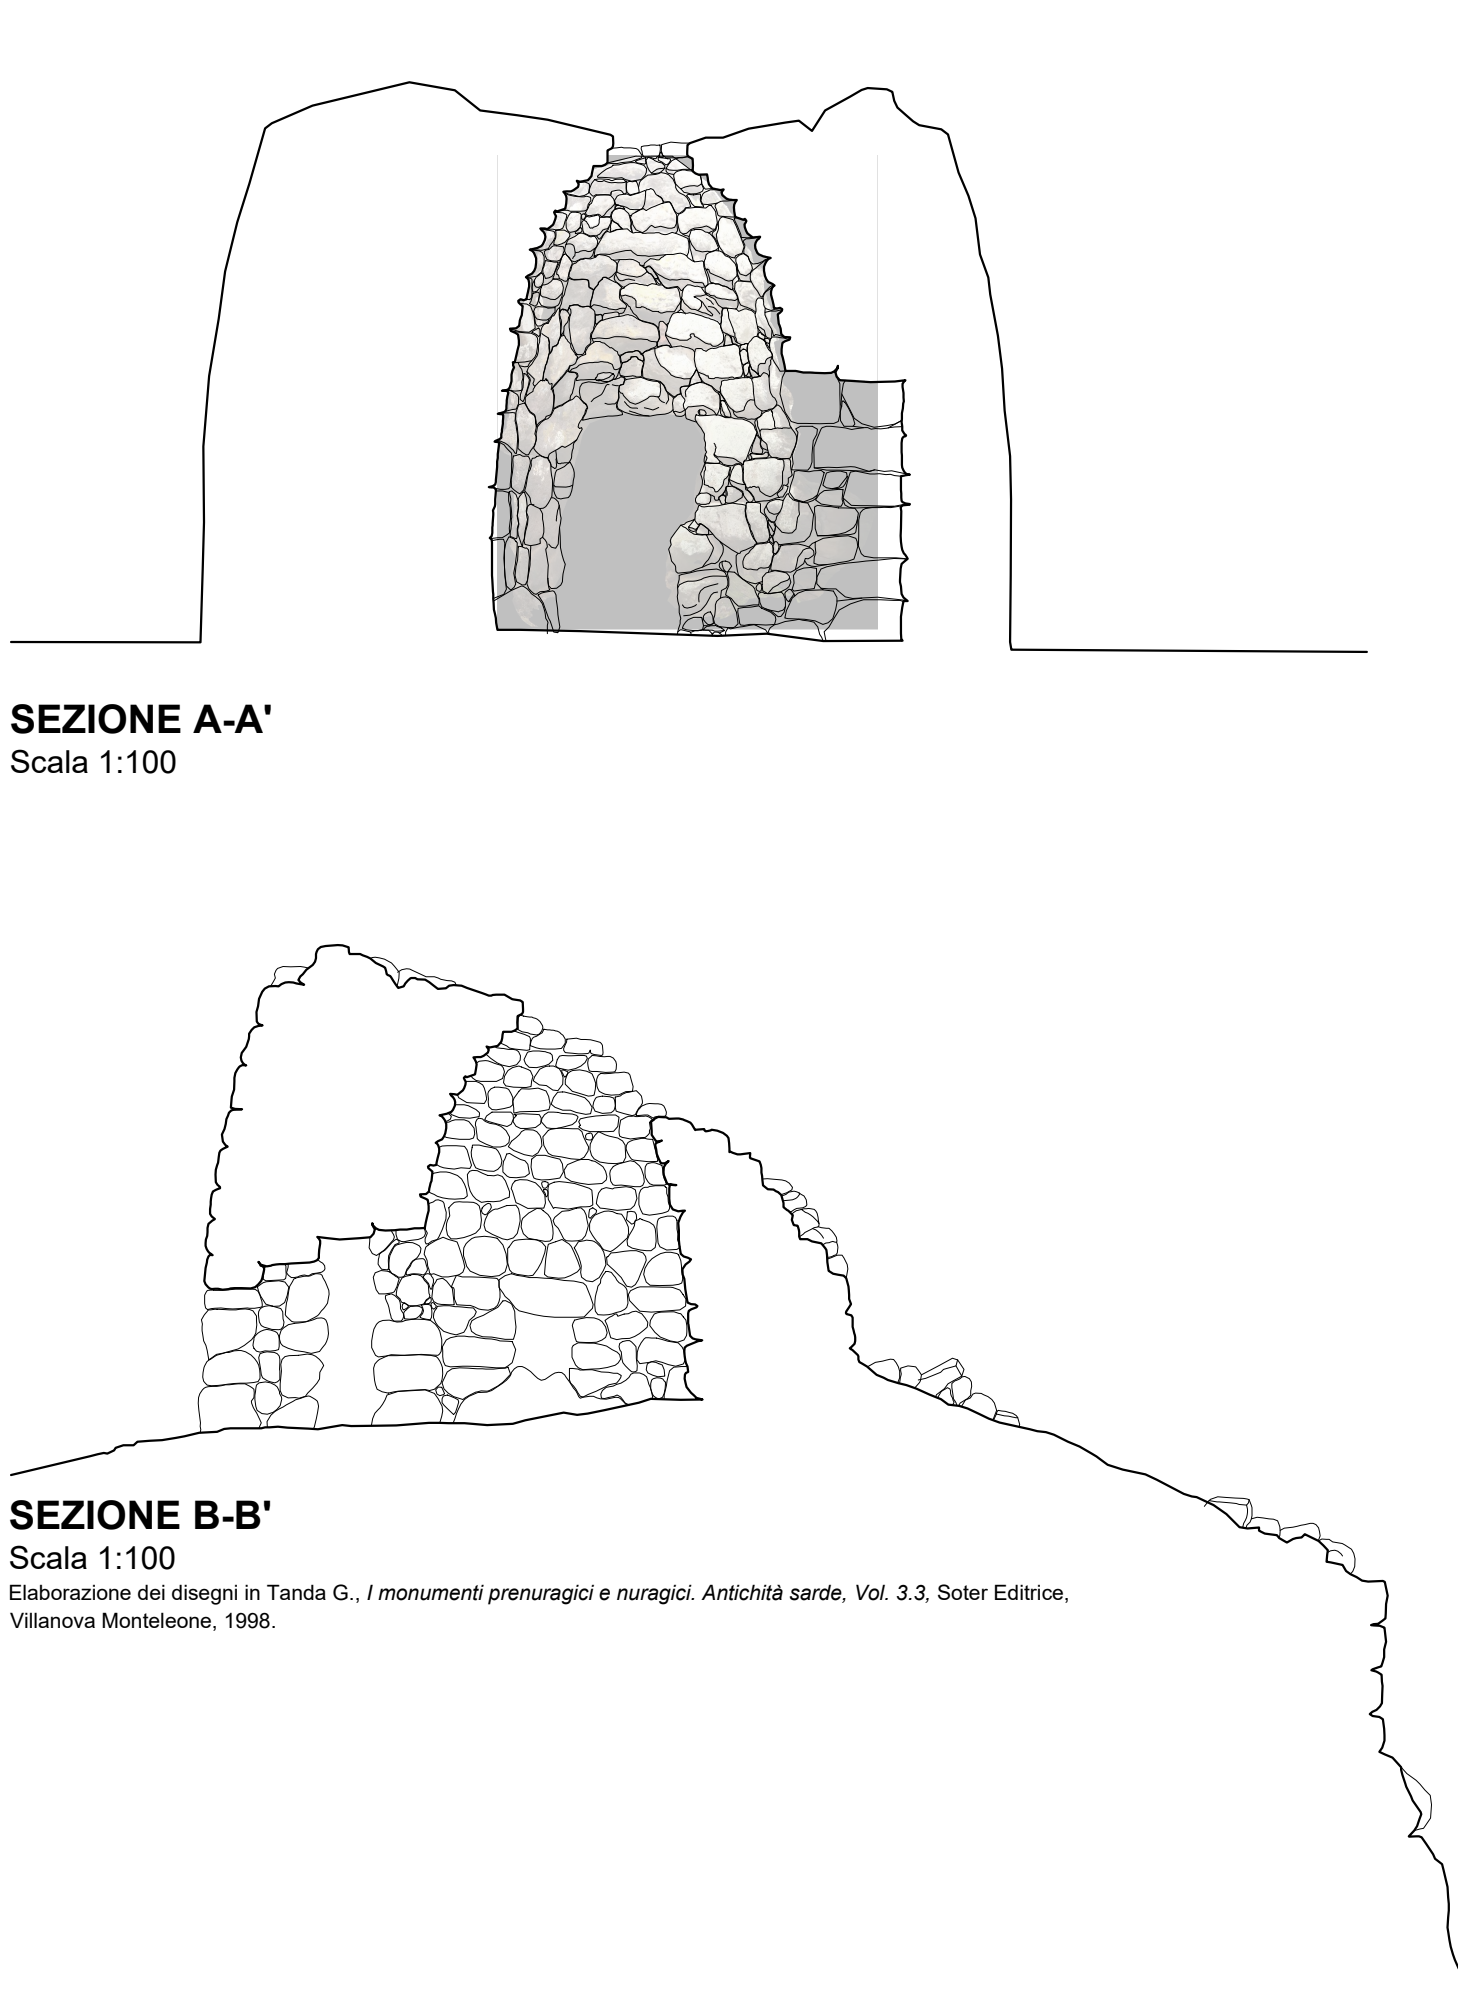 SEZIONE A-A'
Scala 1:100
SEZIONE B-B'
Scala 1:100
Elaborazione dei disegni in Tanda G., I monumenti prenuragici e nuragici. Antichità sarde, Vol. 3.3, Soter Editrice,
Villanova Monteleone, 1998.